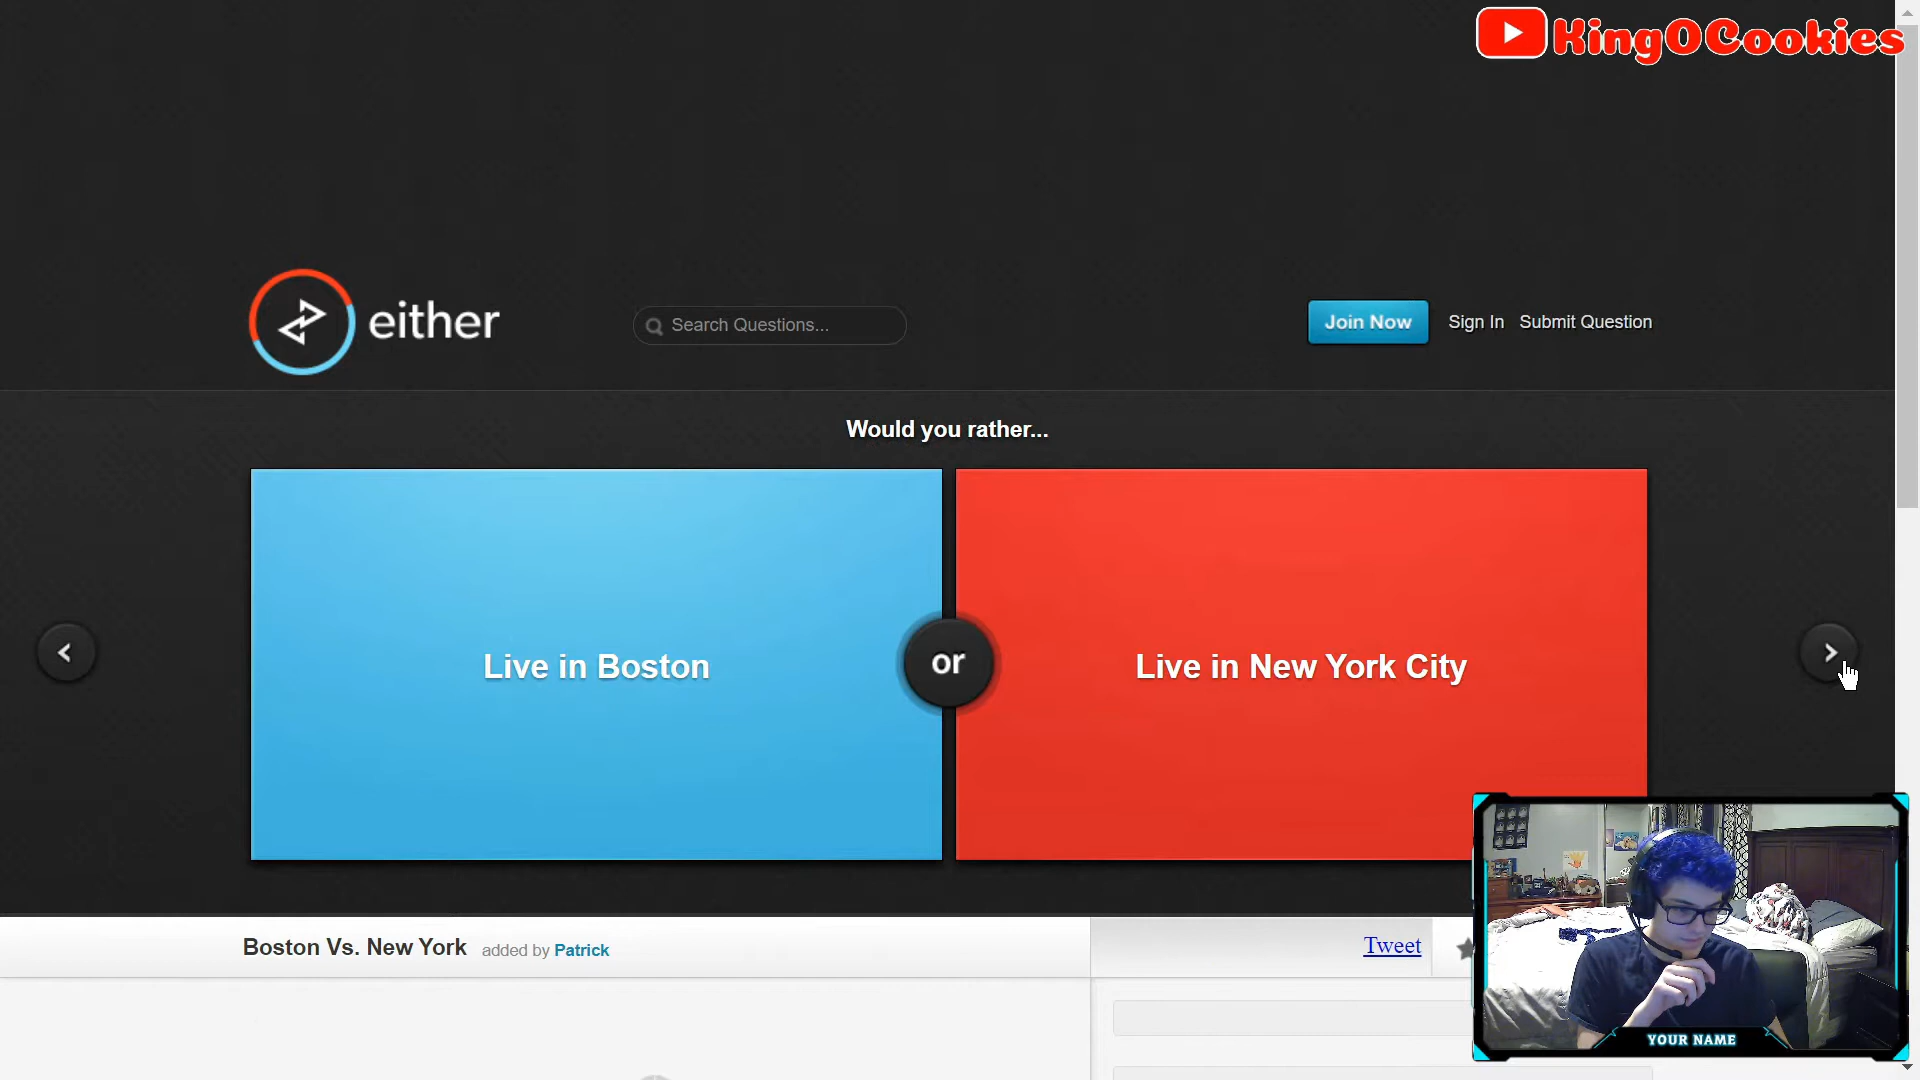 KingOCookies
either
Search Questions...
Join Now
Sign In
Submit Question
Would you rather...
Live in Boston
or
Live in New York City
Boston Vs. New York added by Patrick
Tweet
YOUR NAME